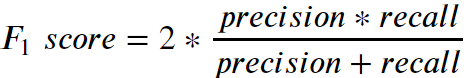 F₁ score = 2 * precision * recall / precision + recall